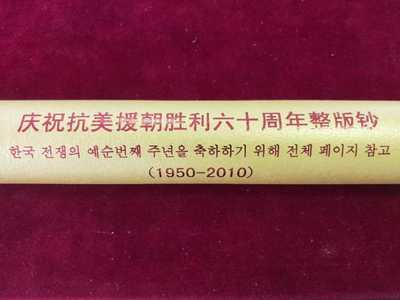 庆祝抗美援朝胜利六十周年整版钞
한국 전쟁의 예순번째 주년을 축하하기 위해 전체 페이지 참고
(1950-2010)